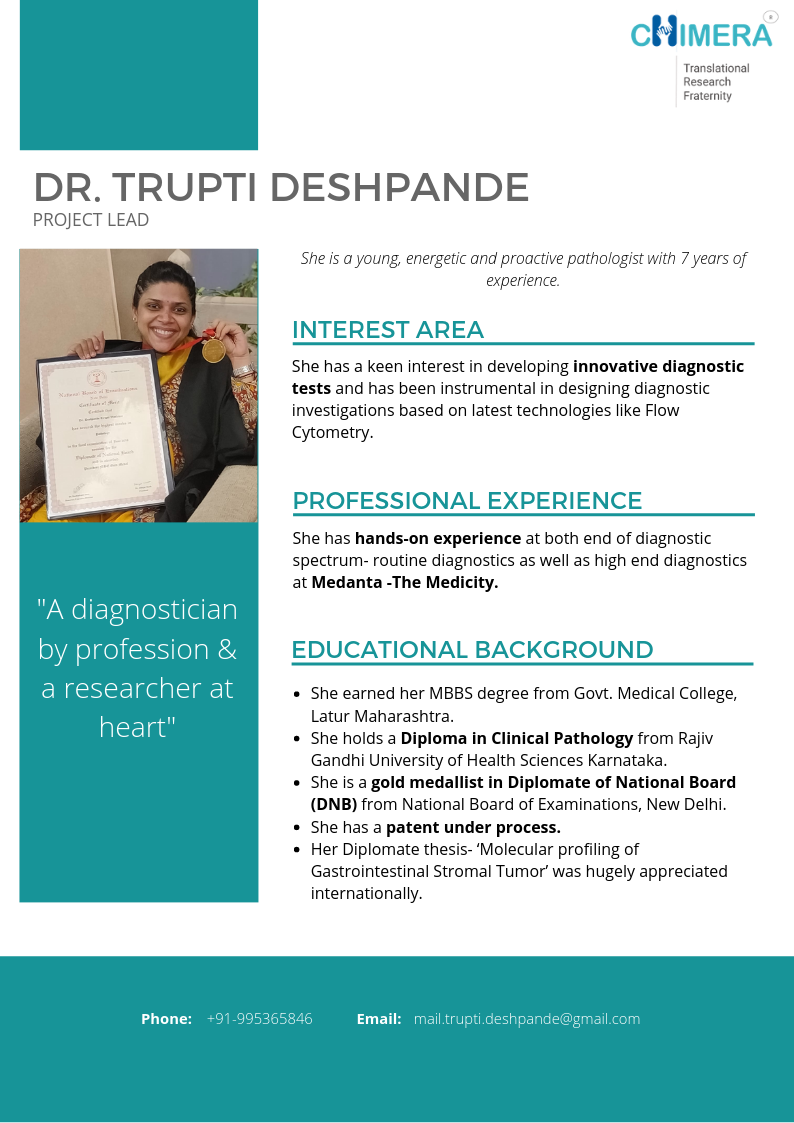 CHIMERA
Translational
Research
Fraternity
DR. TRUPTI DESHPANDE
PROJECT LEAD
She is a young, energetic and proactive pathologist with 7 years of
experience.
INTEREST AREA
She has a keen interest in developing innovative diagnostic
tests and has been instrumental in designing diagnostic
investigations based on latest technologies like Flow
Cytometry.
PROFESSIONAL EXPERIENCE
She has hands-on experience at both end of diagnostic
spectrum- routine diagnostics as well as high end diagnostics
at Medanta -The Medicity.
National Board of Examinations
"A diagnostician
by profession &
a researcher at
heart"
EDUCATIONAL BACKGROUND
She earned her MBBS degree from Govt. Medical College,
Latur Maharashtra.
She holds a Diploma in Clinical Pathology from Rajiv
Gandhi University of Health Sciences Karnataka.
She is a gold medallist in Diplomate of National Board
(DNB) from National Board of Examinations, New Delhi.
She has a patent under process.
Her Diplomate thesis- ‘Molecular profiling of
Gastrointestinal Stromal Tumor’ was hugely appreciated
internationally.
Phone: +91-995365846 Email: mail.trupti.deshpande@gmail.com